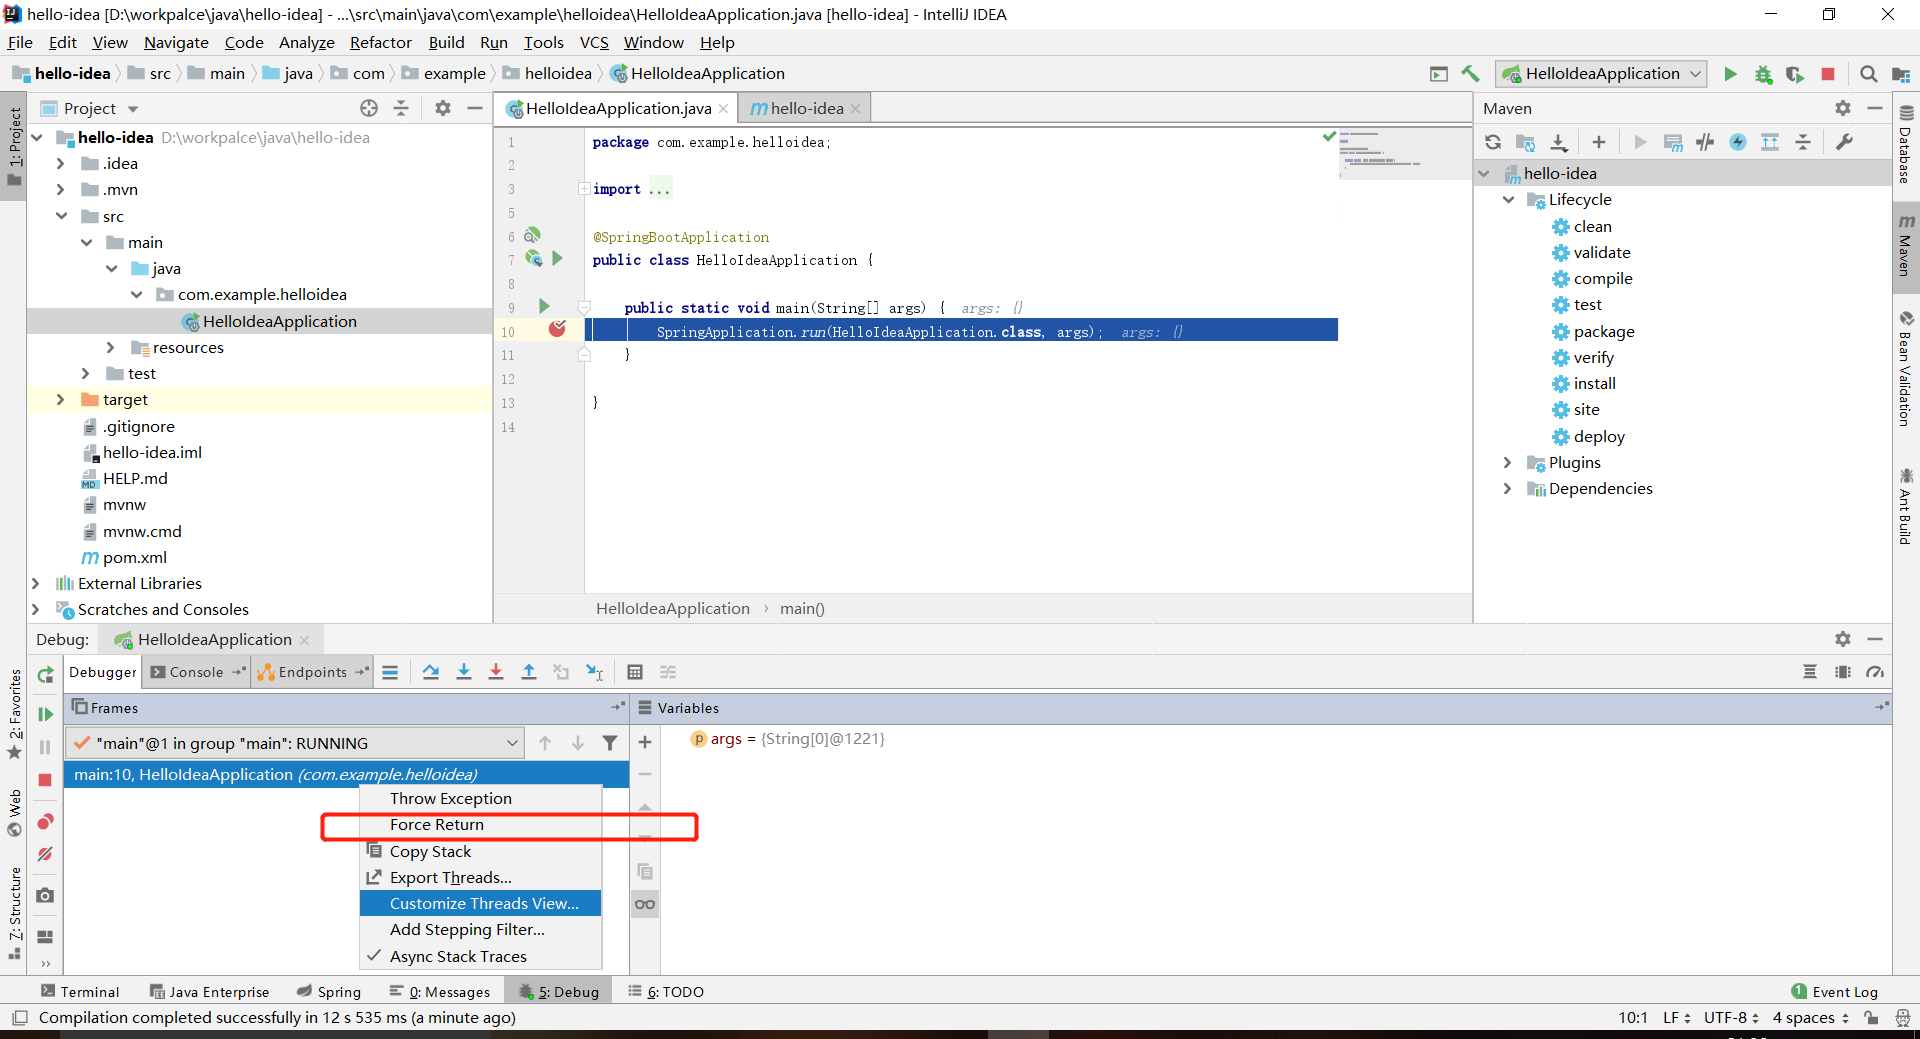 hello-idea [D:\workpalce\java\hello-idea] - ...\src\main\java\com\example\helloidea\HelloIdeaApplication.java [hello-idea] - IntelliJ IDEA
File Edit View Navigate Code Analyze Refactor Build Run Tools VCS Window Help
hello-idea src main java com example helloidea HelloIdeaApplication
HelloIdeaApplication
1: Project
2: Favorites
Web
7: Structure
Project
hello-idea D:\workpalce\java\hello-idea
.idea
.mvn
src
main
java
com.example.helloidea
HelloIdeaApplication
resources
test
target
.gitignore
hello-idea.iml
HELP.md
mvnw
mvnw.cmd
pom.xml
External Libraries
Scratches and Consoles
HelloIdeaApplication.java hello-idea
1 package com.example.helloidea;
2
3 import ...
5
6 @SpringBootApplication
7 public class HelloIdeaApplication {
8
9 public static void main(String[] args) { args: {}
10 SpringApplication.run(HelloIdeaApplication.class, args); args: {}
11 }
12
13 }
14
HelloIdeaApplication › main()
Maven
hello-idea
Lifecycle
clean
validate
compile
test
package
verify
install
site
deploy
Plugins
Dependencies
Database
Maven
Bean Validation
Ant Build
Debug: HelloIdeaApplication
Debugger Console Endpoints
Frames
Variables
"main"@1 in group "main": RUNNING
main:10, HelloIdeaApplication (com.example.helloidea)
args = {String[0]@1221}
Throw Exception
Force Return
Copy Stack
Export Threads...
Customize Threads View...
Add Stepping Filter...
Async Stack Traces
Terminal Java Enterprise Spring 0: Messages 5: Debug 6: TODO
1 Event Log
Compilation completed successfully in 12 s 535 ms (a minute ago)
10:1 LF UTF-8 4 spaces